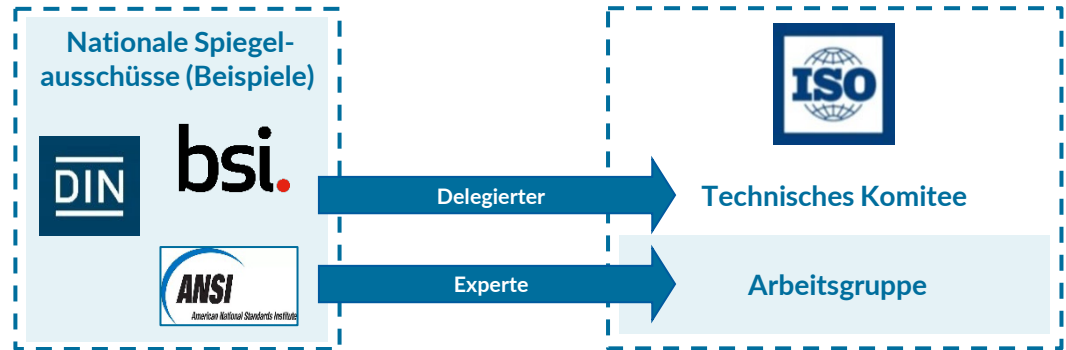 Nationale Spiegel-
ausschüsse (Beispiele)
DIN
bsi.
ANSI
American National Standards Institute
Delegierter
Experte
ISO
Technisches Komitee
Arbeitsgruppe